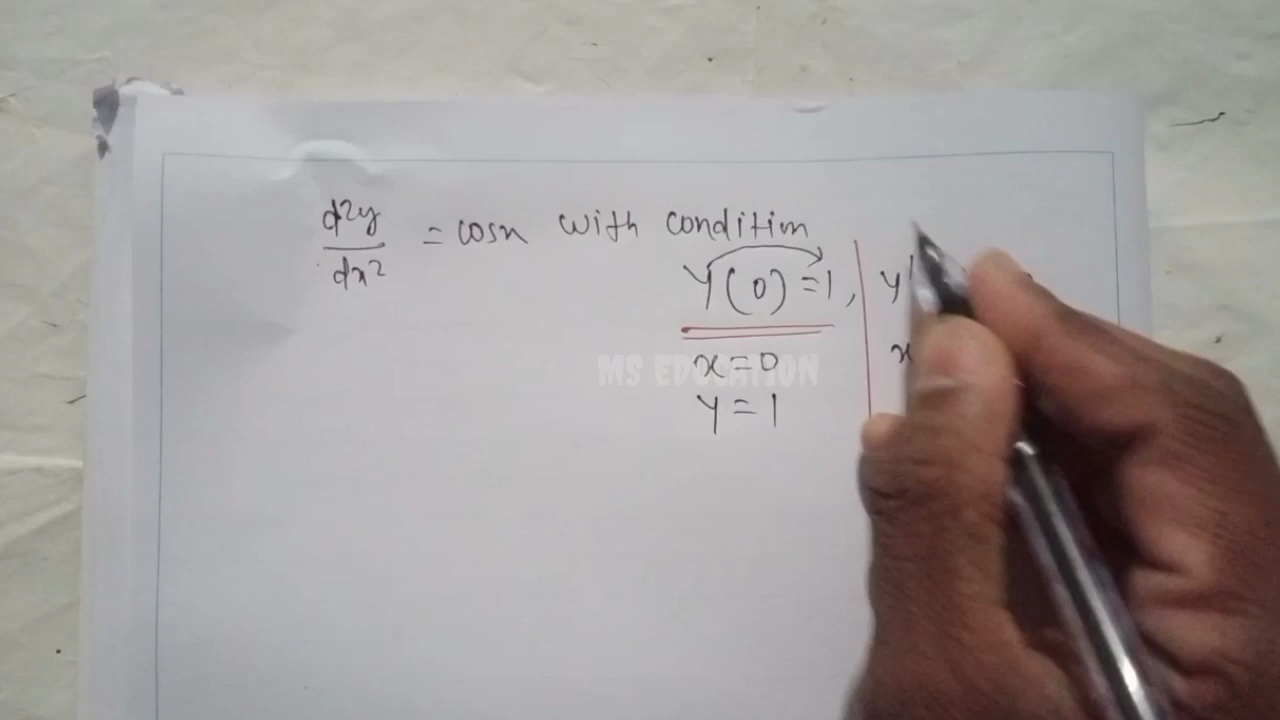 d²y
dx²
= cosx with condition
y(0) = 1, y'
x = 0 x
y = 1
MS EDUCATION